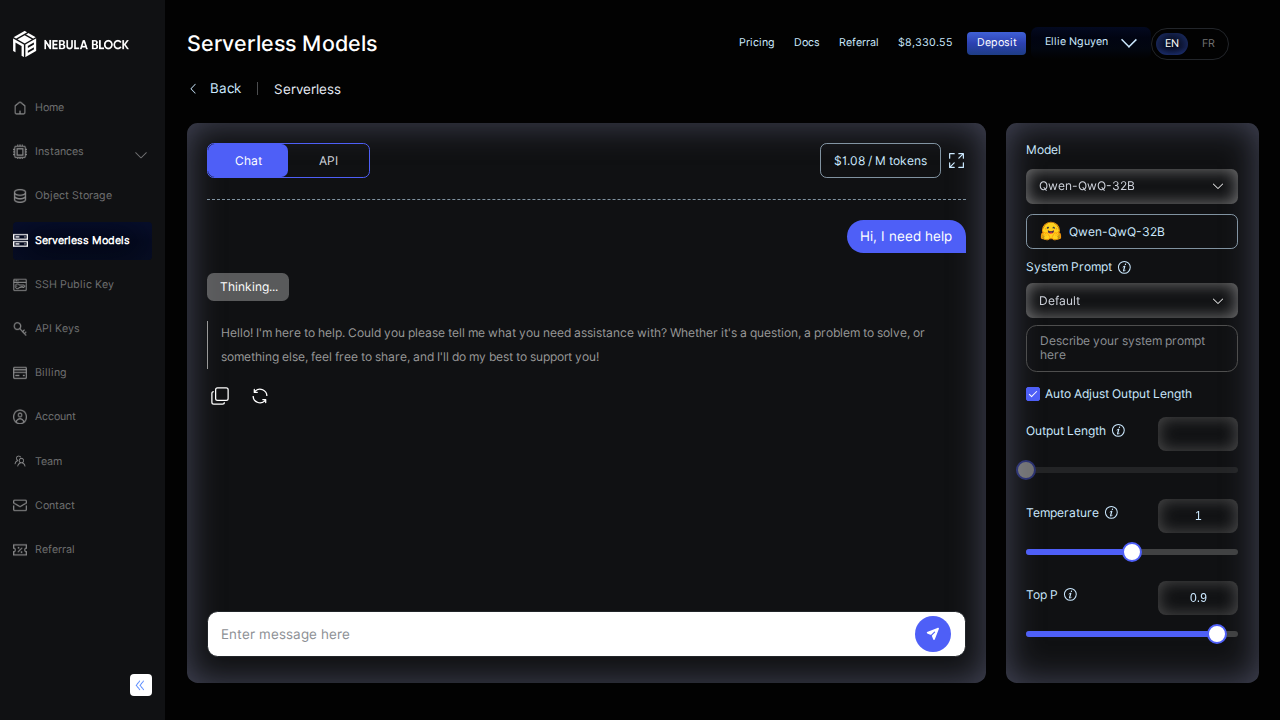 NEBULA BLOCK
Home
Instances
Object Storage
Serverless Models
SSH Public Key
API Keys
Billing
Account
Team
Contact
Referral
Serverless Models
Pricing
Docs
Referral
$8,330.55
Deposit
Ellie Nguyen
EN
FR
Back
Serverless
Chat
API
$1.08 / M tokens
Hi, I need help
Thinking...
Hello! I'm here to help. Could you please tell me what you need assistance with? Whether it's a question, a problem to solve, or
something else, feel free to share, and I'll do my best to support you!
Enter message here
Model
Qwen-QwQ-32B
Qwen-QwQ-32B
System Prompt
Default
Describe your system prompt
here
Auto Adjust Output Length
Output Length
Temperature
1
Top P
0.9